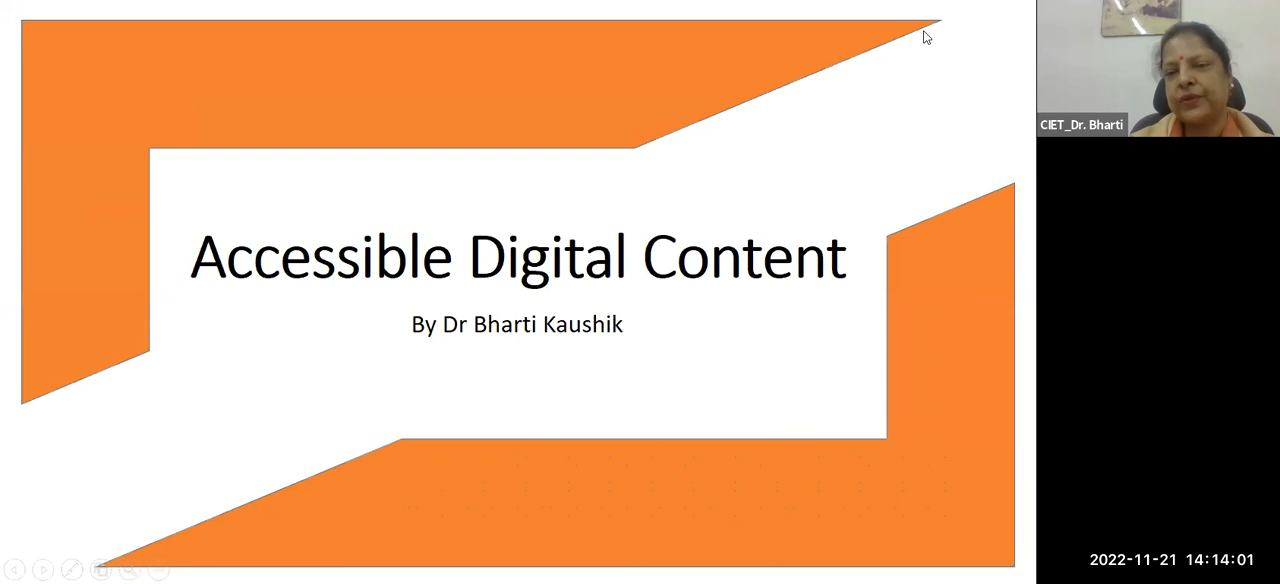 Accessible Digital Content
By Dr Bharti Kaushik
CIET_Dr. Bharti
2022-11-21 14:14:01